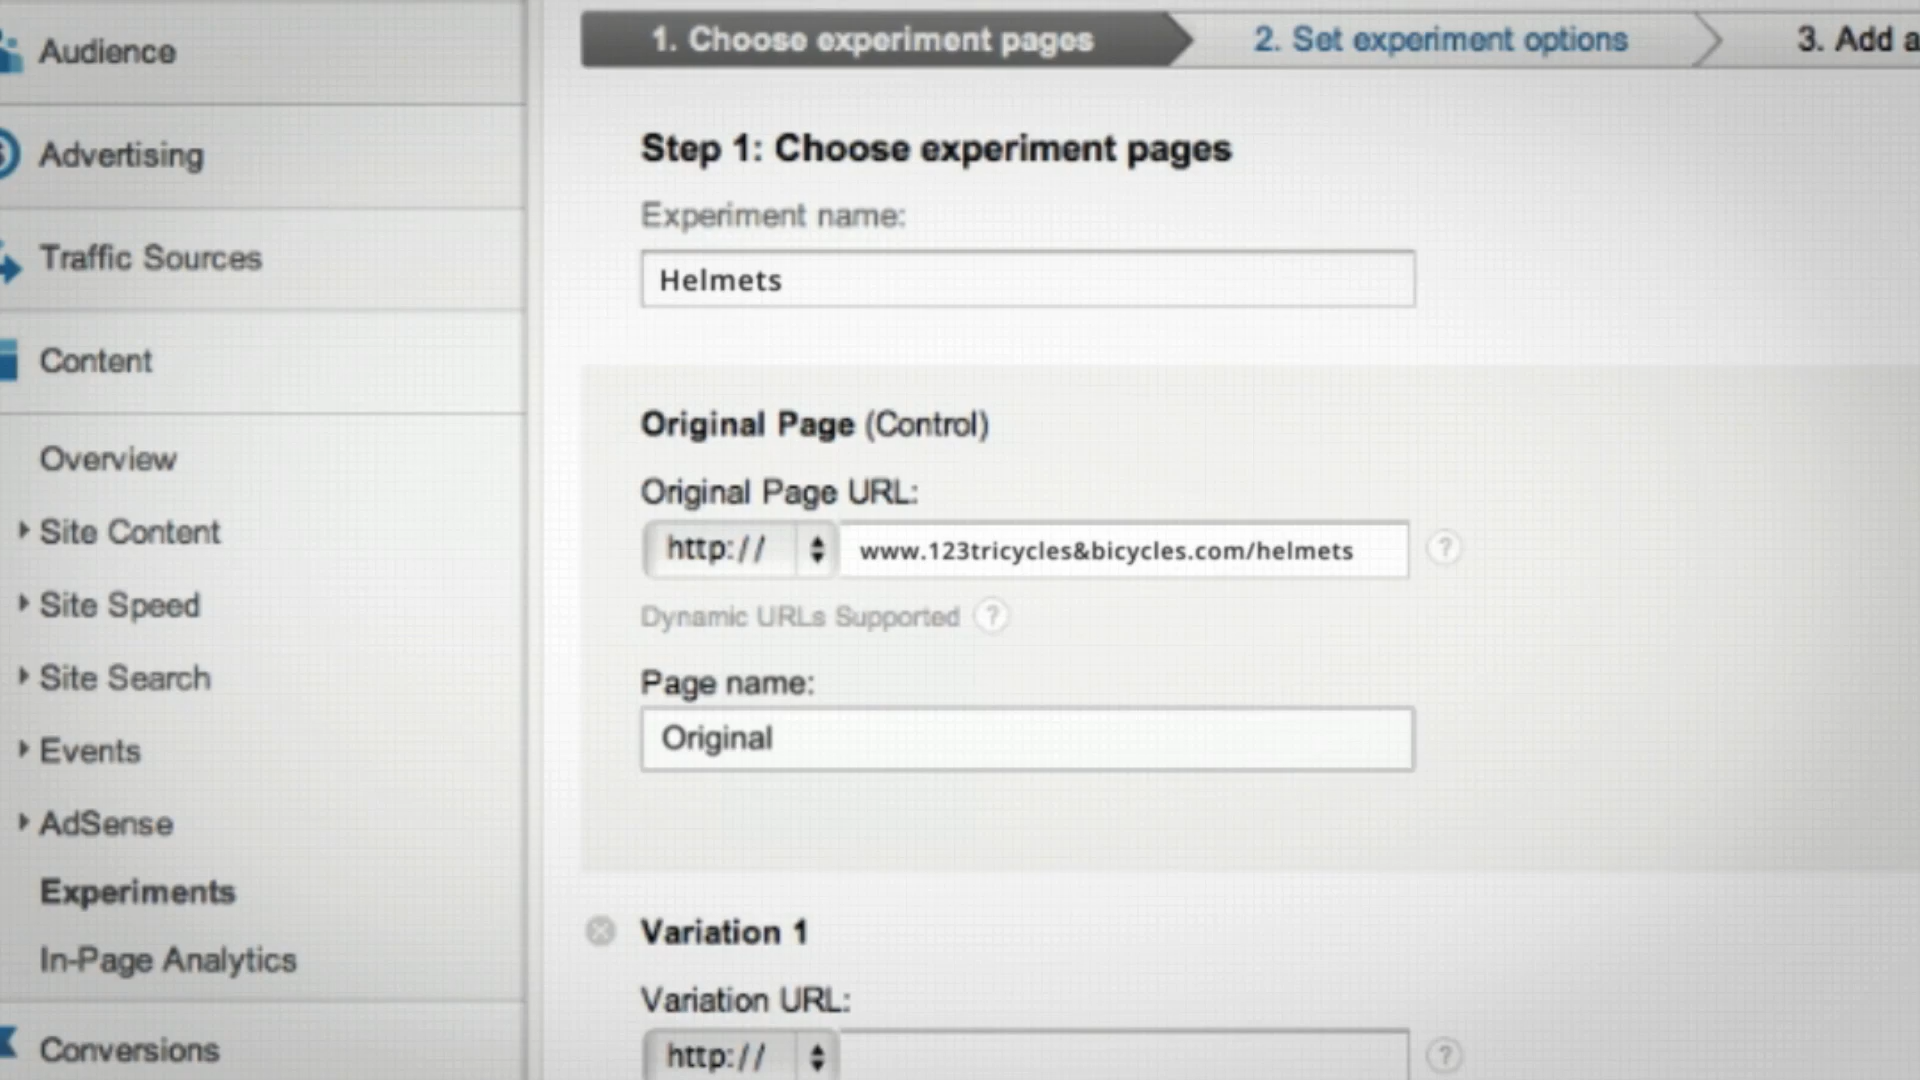 Audience
Advertising
Traffic Sources
Content
Overview
Site Content
Site Speed
Site Search
Events
AdSense
Experiments
In-Page Analytics
Conversions
1. Choose experiment pages
2. Set experiment options
3. Add a
Step 1: Choose experiment pages
Experiment name:
Helmets
Original Page (Control)
Original Page URL:
http:// www.123tricycles&bicycles.com/helmets ?
Dynamic URLs Supported ?
Page name:
Original
Variation 1
Variation URL:
http:// ?